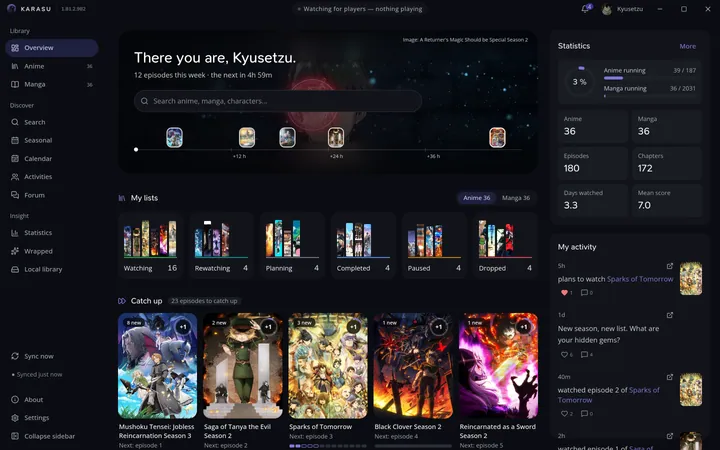 KARASU
1.81.2.982
Watching for players — nothing playing
4
Kyusetzu
Library
Overview
Anime 36
Manga 36
Discover
Search
Seasonal
Calendar
Activities
Forum
Insight
Statistics
Wrapped
Local library
Sync now
Synced just now
About
Settings
Collapse sidebar
Image: A Returner's Magic Should be Special Season 2
There you are, Kyusetzu.
12 episodes this week · the next in 4h 59m
Search anime, manga, characters...
+12 h
+24 h
+36 h
My lists
Anime 36
Manga 36
Watching 16
Rewatching 4
Planning 4
Completed 4
Paused 4
Dropped 4
Catch up
23 episodes to catch up
8 new +1
2 new +1
3 new +1
1 new +1
1 new +1
Mushoku Tensei: Jobless
Reincarnation Season 3
Next: episode 1
Saga of Tanya the Evil
Season 2
Next: episode 2
Sparks of Tomorrow
Next: episode 3
Black Clover Season 2
Next: episode 4
Reincarnated as a Sword
Season 2
Next: episode 5
Statistics
More
3 %
Anime running 39 / 187
Manga running 36 / 2031
Anime
36
Manga
36
Episodes
180
Chapters
172
Days watched
3.3
Mean score
7.0
My activity
5h
plans to watch Sparks of Tomorrow
1 0
1d
New season, new list. What are
your hidden gems?
6 4
40m
watched episode 2 of Sparks of
Tomorrow
2 0
2h
watched episode 1 of Saga of